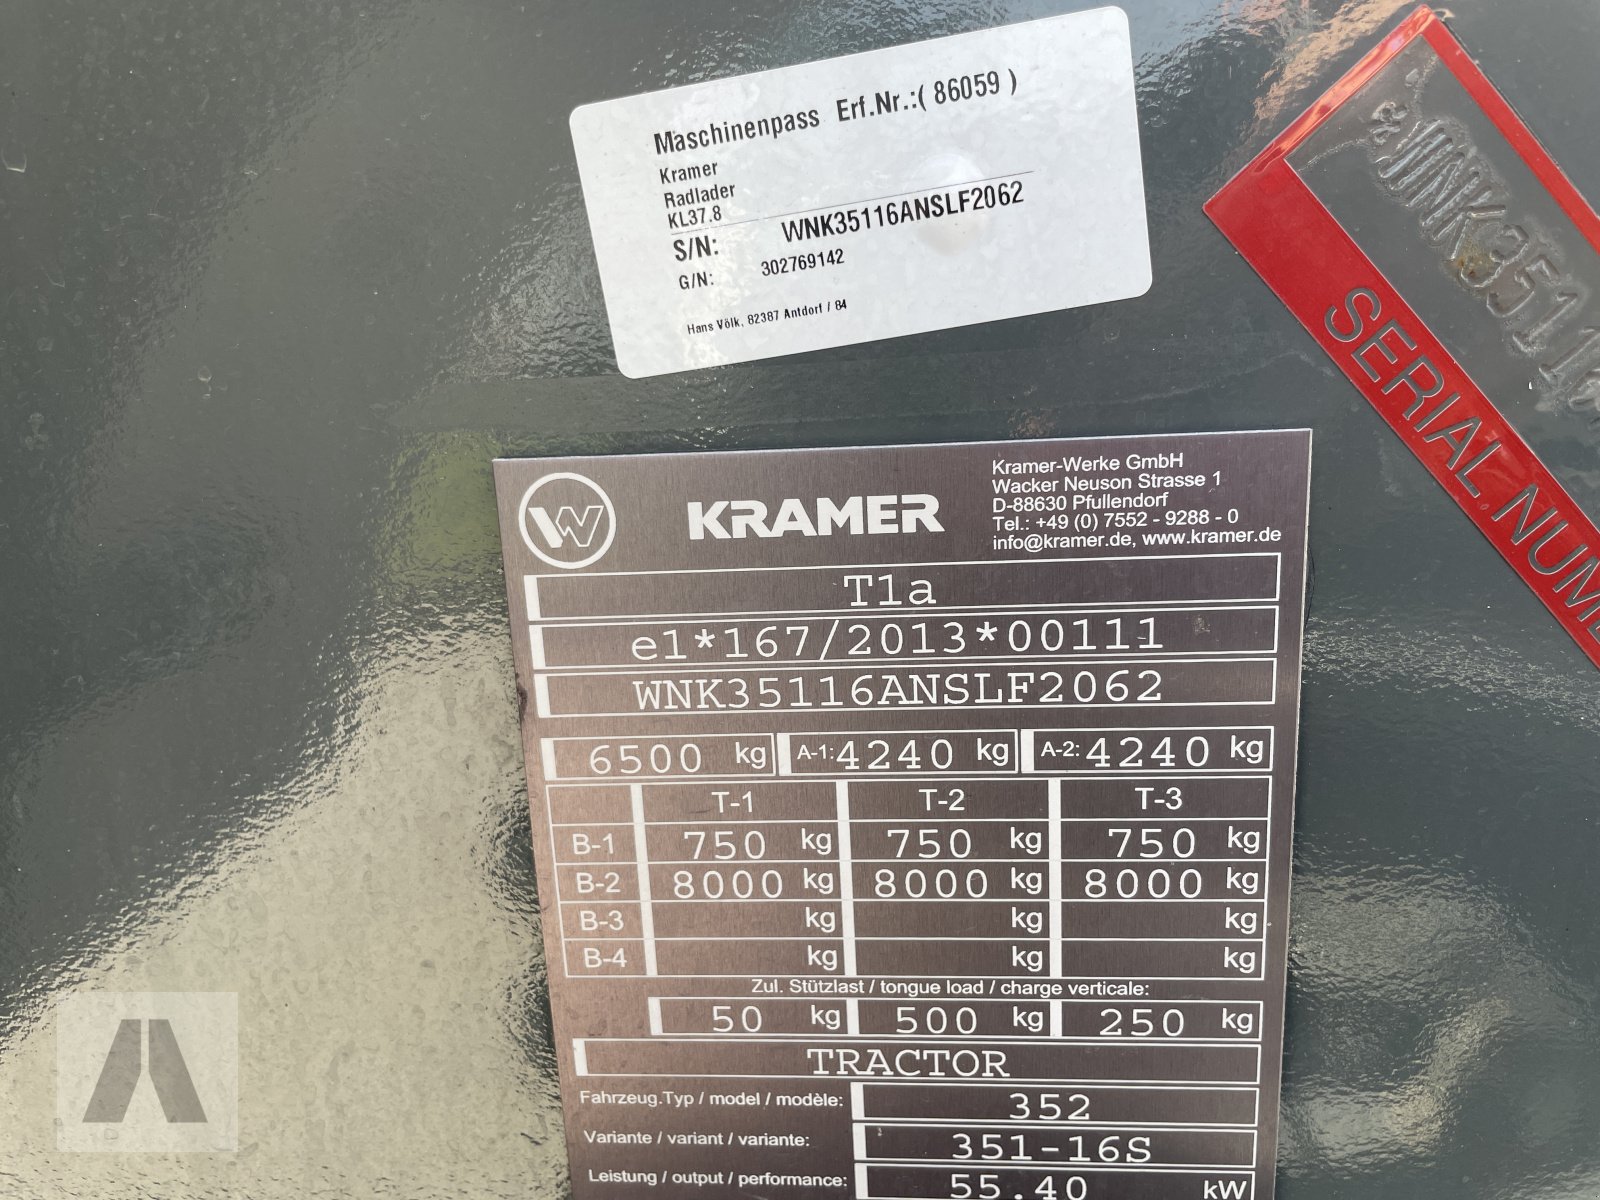 Maschinenpass Erf.Nr.:( 86059 )
Kramer
Radlader
KL37.8
S/N: WNK35116ANSLF2062
G/N: 302769142
Hans Völk, 82387 Antdorf / 84
WNK35116
SERIAL NUM
KRAMER
Kramer-Werke GmbH
Wacker Neuson Strasse 1
D-88630 Pfullendorf
Tel.: +49 (0) 7552 - 9288 - 0
info@kramer.de, www.kramer.de
T1a
e1*167/2013*00111
WNK35116ANSLF2062
6500 kg A-1: 4240 kg A-2: 4240 kg
T-1 T-2 T-3
B-1 750 kg 750 kg 750 kg
B-2 8000 kg 8000 kg 8000 kg
B-3 kg kg kg
B-4 kg kg kg
Zul. Stützlast / tongue load / charge verticale:
50 kg 500 kg 250 kg
TRACTOR
Fahrzeug.Typ / model / modèle: 352
Variante / variant / variante: 351-16S
Leistung / output / performance: 55.40 kW